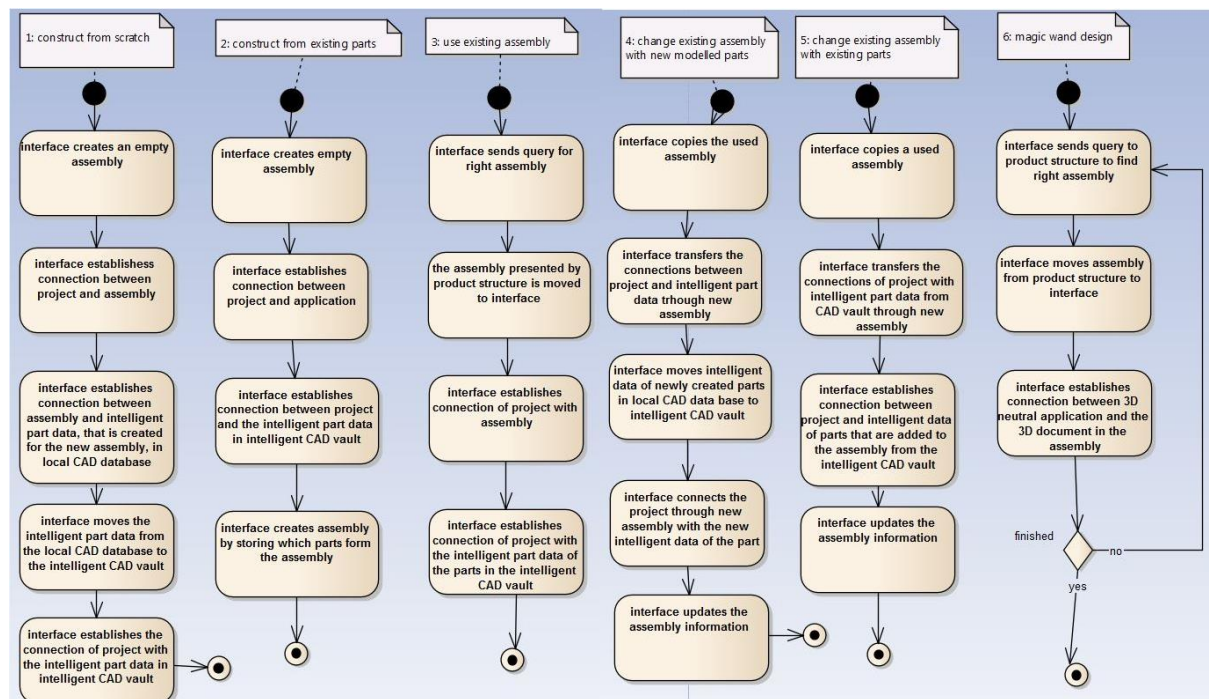 1: construct from scratch
interface creates an empty
assembly
interface establishess
connection between
project and assembly
interface establishes
connection between
assembly and intelligent
part data, that is created
for the new assembly, in
local CAD database
interface moves the
intelligent part data from
the local CAD database to
the intelligent CAD vault
interface establishes the
connection of project with
the intelligent part data in
intelligent CAD vault
2: construct from existing parts
interface creates empty
assembly
interface establishes
connection between
project and application
interface establishes
connection between project
and the intelligent part data
in intelligent CAD vault
interface creates assembly
by storing which parts form
the assembly
3: use existing assembly
interface sends query for
right assembly
the assembly presented by
product structure is moved
to interface
interface establishes
connection of project with
assembly
interface establishes
connection of project with
the intelligent part data of
the parts in the intelligent
CAD vault
4: change existing assembly
with new modelled parts
interface copies the used
assembly
interface transfers the
connections between
project and intelligent part
data trhough new
assembly
interface moves intelligent
data of newly created parts
in local CAD data base to
intelligent CAD vault
interface connects the
project through new
assembly with the new
intelligent data of the part
interface updates the
assembly information
5: change existing assembly
with existing parts
interface copies a used
assembly
interface transfers the
connections of project with
intelligent part data from
CAD vault through new
assembly
interface establishes
connection between
project and intelligent data
of parts that are added to
the assembly from the
intelligent CAD vault
interface updates the
assembly information
6: magic wand design
interface sends query to
product structure to find
right assembly
interface moves assembly
from product structure to
interface
interface establishes
connection between 3D
neutral application and the
3D document in the
assembly
finished
no
yes